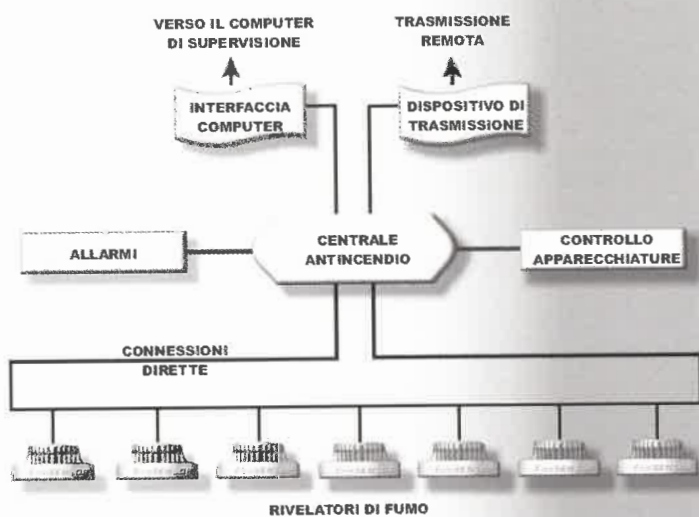 VERSO IL COMPUTER
DI SUPERVISIONE
TRASMISSIONE
REMOTA
INTERFACCIA
COMPUTER
DISPOSITIVO DI
TRASMISSIONE
ALLARMI
CENTRALE
ANTINCENDIO
CONTROLLO
APPARECCHIATURE
CONNESSIONI
DIRETTE
RIVELATORI DI FUMO